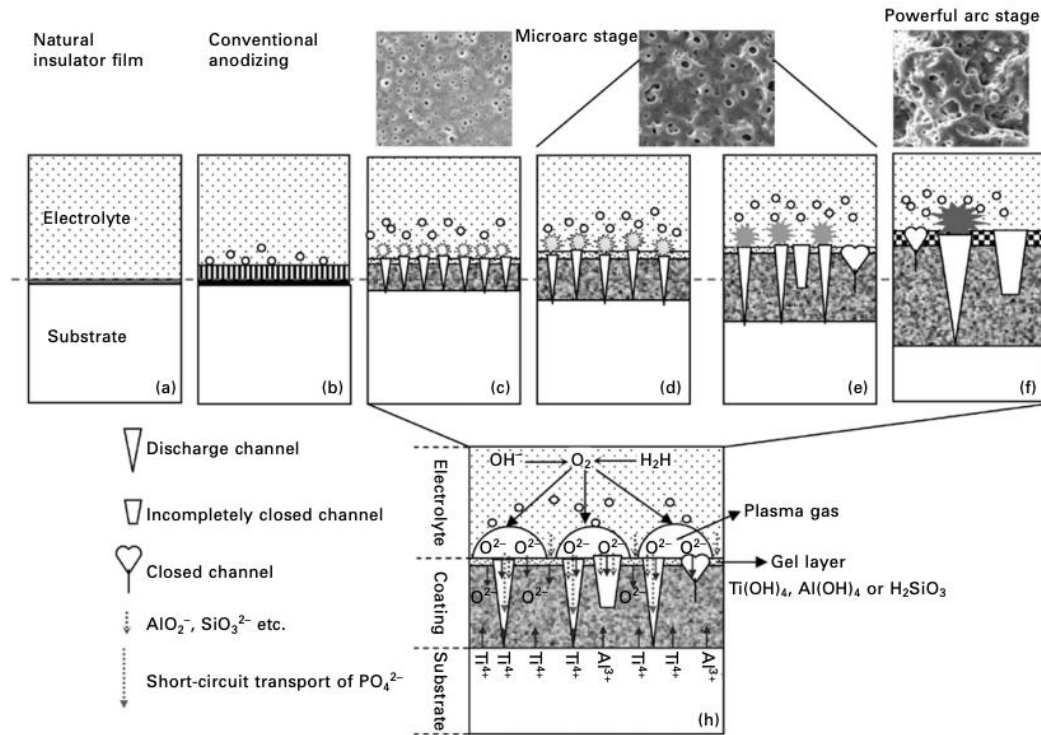 Natural
insulator film
Conventional
anodizing
Microarc stage
Powerful arc stage
Electrolyte
Substrate
(a)
(b)
(c)
(d)
(e)
(f)
Discharge channel
Incompletely closed channel
Closed channel
AlO₂⁻, SiO₃²⁻ etc.
Short-circuit transport of PO₄²⁻
Electrolyte
Coating
Substrate
OH⁻ O₂ H₂H
O²⁻ O²⁻ O²⁻ O²⁻ O²⁻ O²⁻
O²⁻ O²⁻ O²⁻
Ti⁴⁺ Ti⁴⁺ Ti⁴⁺ Ti⁴⁺ Al³⁺ Ti⁴⁺ Ti⁴⁺ Al³⁺
(h)
Plasma gas
Gel layer
Ti(OH)₄, Al(OH)₄ or H₂SiO₃